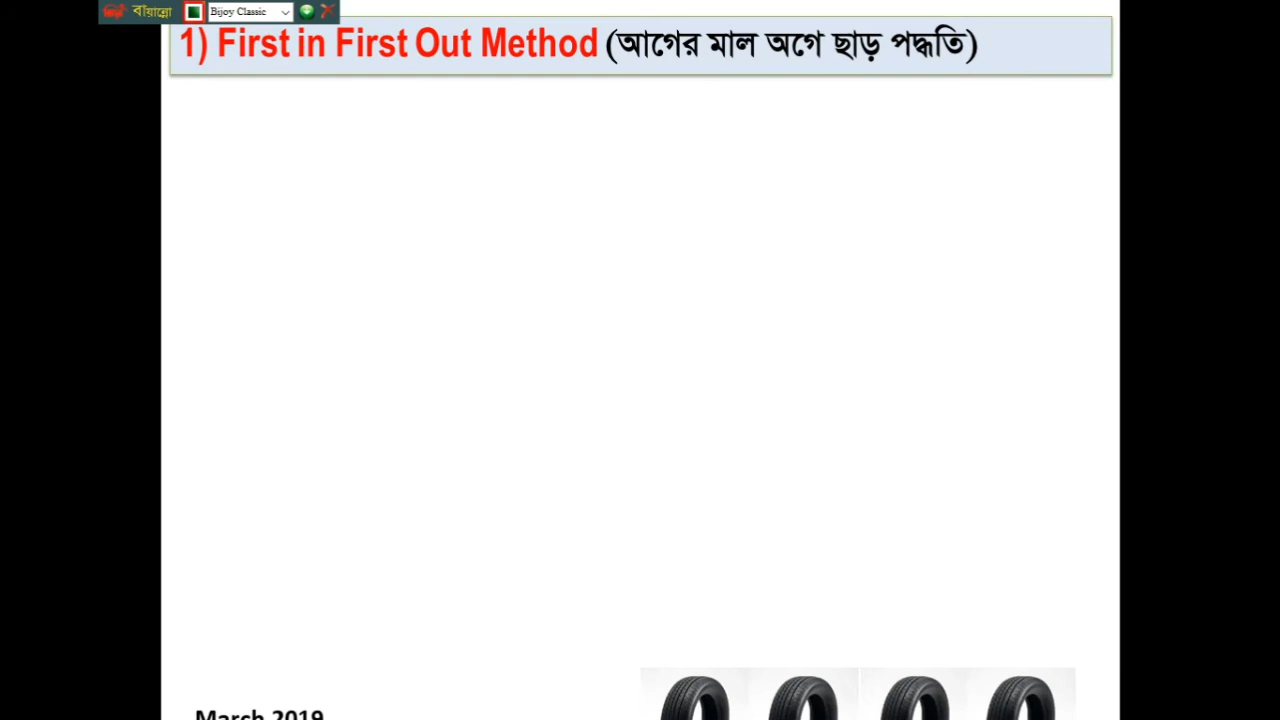 বায়ান্নো Bijoy Classic
1) First in First Out Method (আগের মাল অগে ছাড় পদ্ধতি)
March 2019